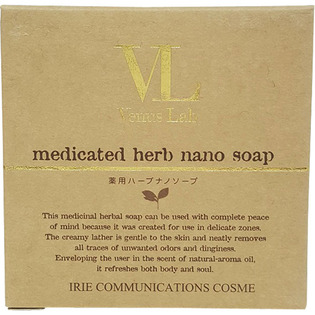 VL
Venus Lab
medicated herb nano soap
薬用ハーブナノソープ
This medicinal herbal soap can be used with complete peace
of mind because it was created for use in delicate zones.
The creamy lather is gentle to the skin and neatly removes
all traces of unwanted odors and dinginess.
Enveloping the user in the scent of natural-aroma oil,
it refreshes both body and soul.
IRIE COMMUNICATIONS COSME